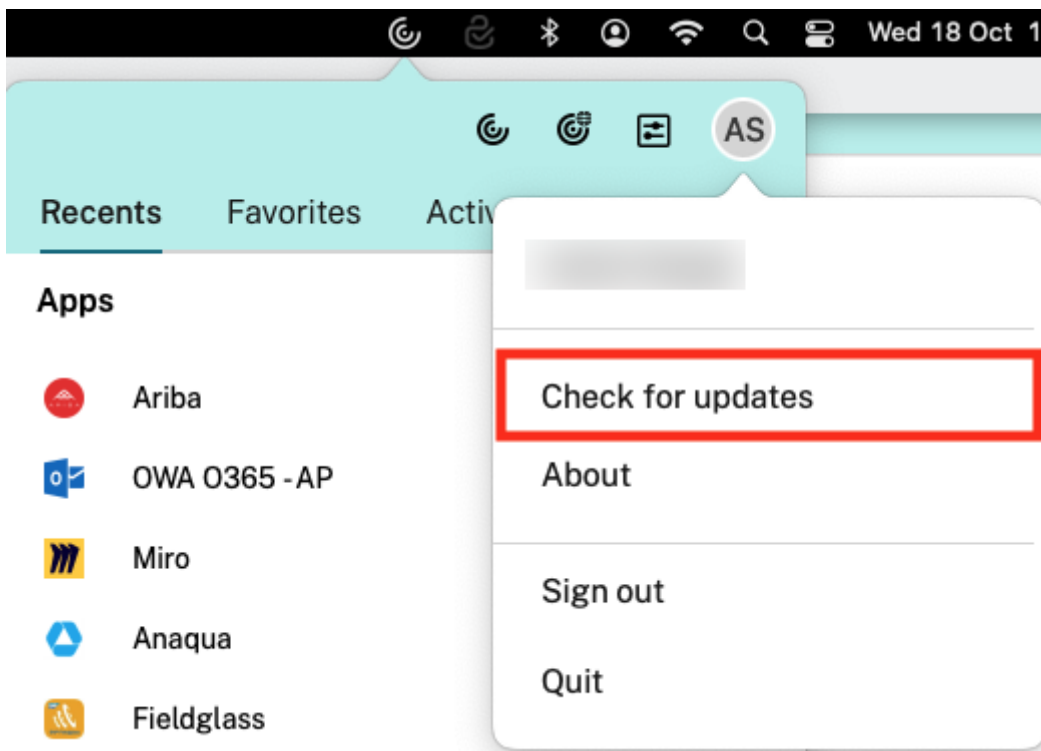 Wed 18 Oct 1
AS
Recents Favorites Activ
Apps
Check for updates
Ariba
About
OWA O365 - AP
Miro
Sign out
Anaqua
Quit
Fieldglass